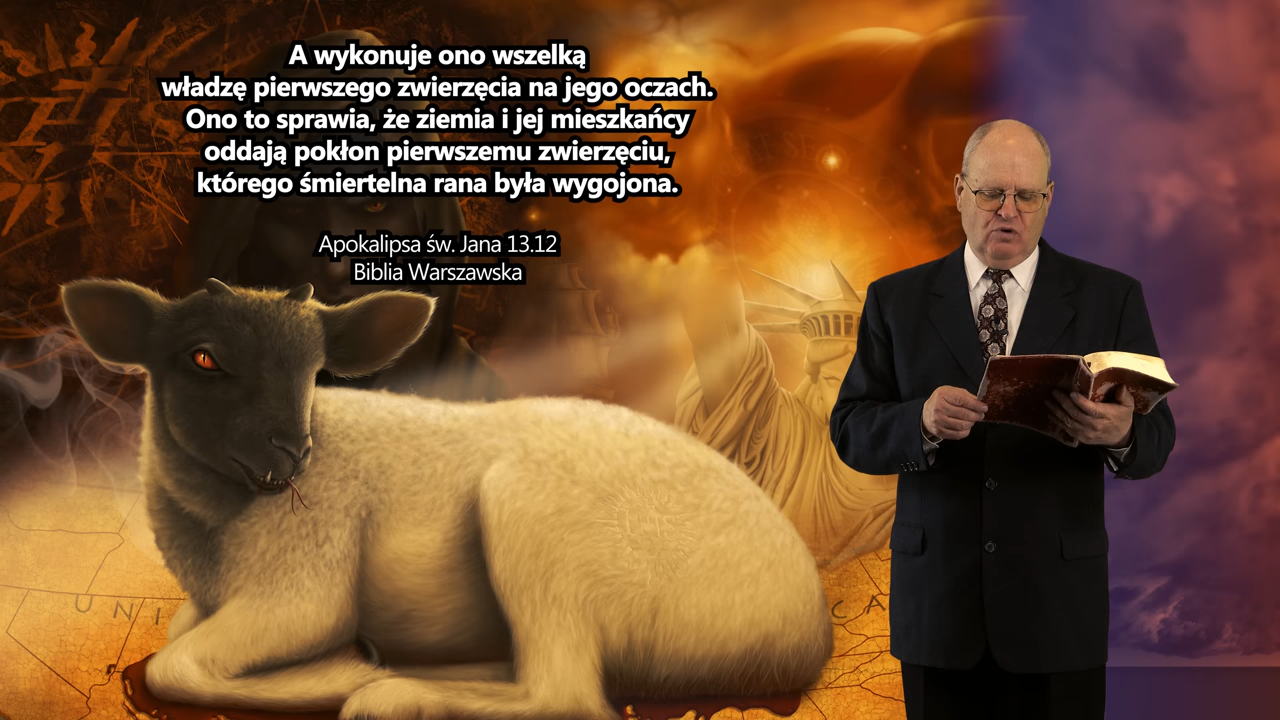 A wykonuje ono wszelką
władzę pierwszego zwierzęcia na jego oczach.
Ono to sprawia, że ziemia i jej mieszkańcy
oddają pokłon pierwszemu zwierzęciu,
którego śmiertelna rana była wygojona.
Apokalipsa św. Jana 13.12
Biblia Warszawska